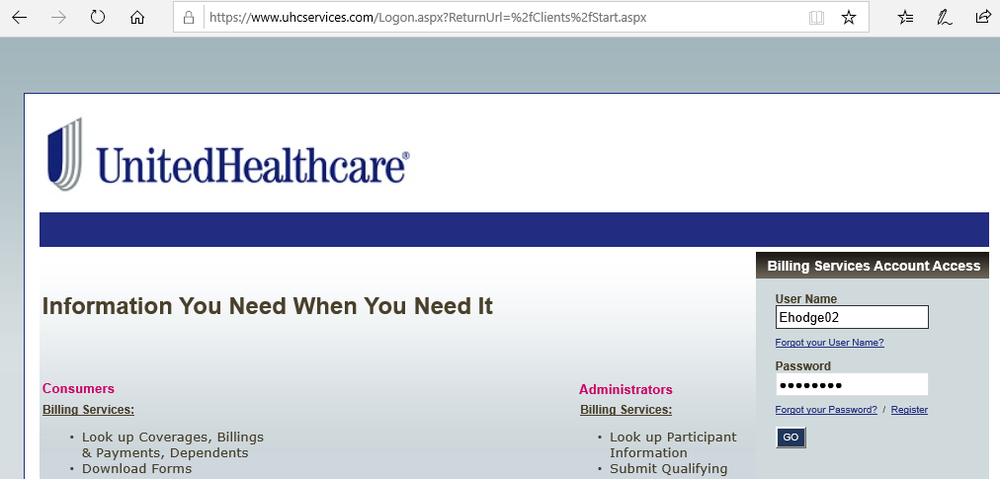 https://www.uhcservices.com/Logon.aspx?ReturnUrl=%2fClients%2fStart.aspx
UnitedHealthcare®
Billing Services Account Access
Information You Need When You Need It
User Name
Ehodge02
Forgot your User Name?
Password
••••••••
Forgot your Password? / Register
GO
Consumers
Billing Services:
• Look up Coverages, Billings
& Payments, Dependents
• Download Forms
Administrators
Billing Services:
• Look up Participant
Information
• Submit Qualifying